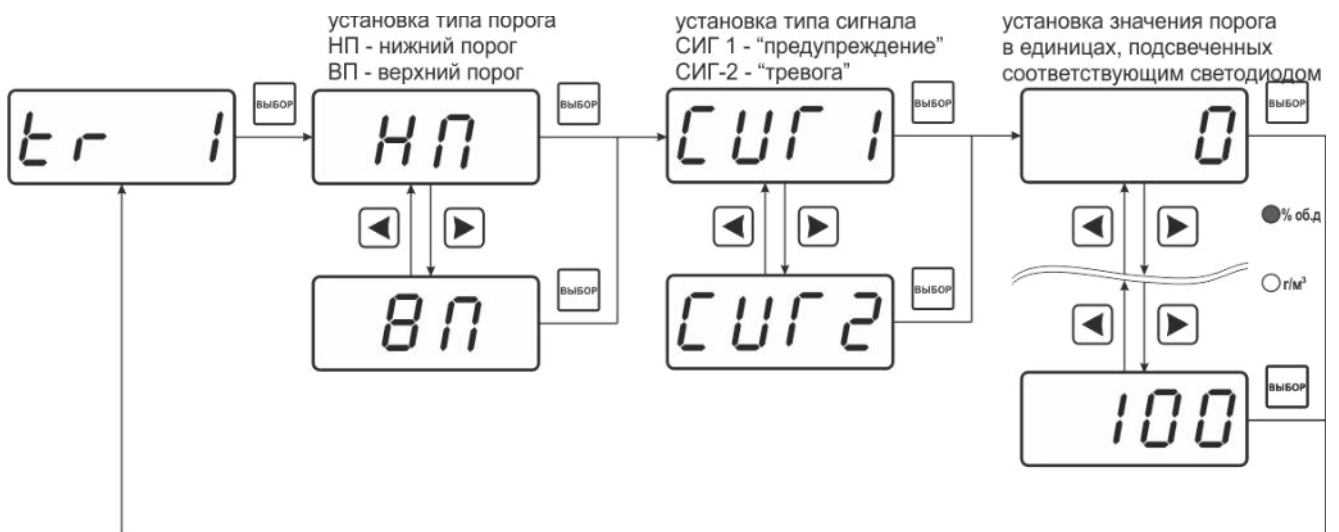 установка типа порога
НП - нижний порог
ВП - верхний порог
установка типа сигнала
СИГ 1 - “предупреждение”
СИГ-2 - “тревога”
установка значения порога
в единицах, подсвеченных
соответствующим светодиодом
tr 1
ВЫБОР
НП
ВЫБОР
СИГ 1
ВЫБОР
0
ВЫБОР
% об.д
г/м³
ВП
ВЫБОР
СИГ 2
ВЫБОР
100
ВЫБОР